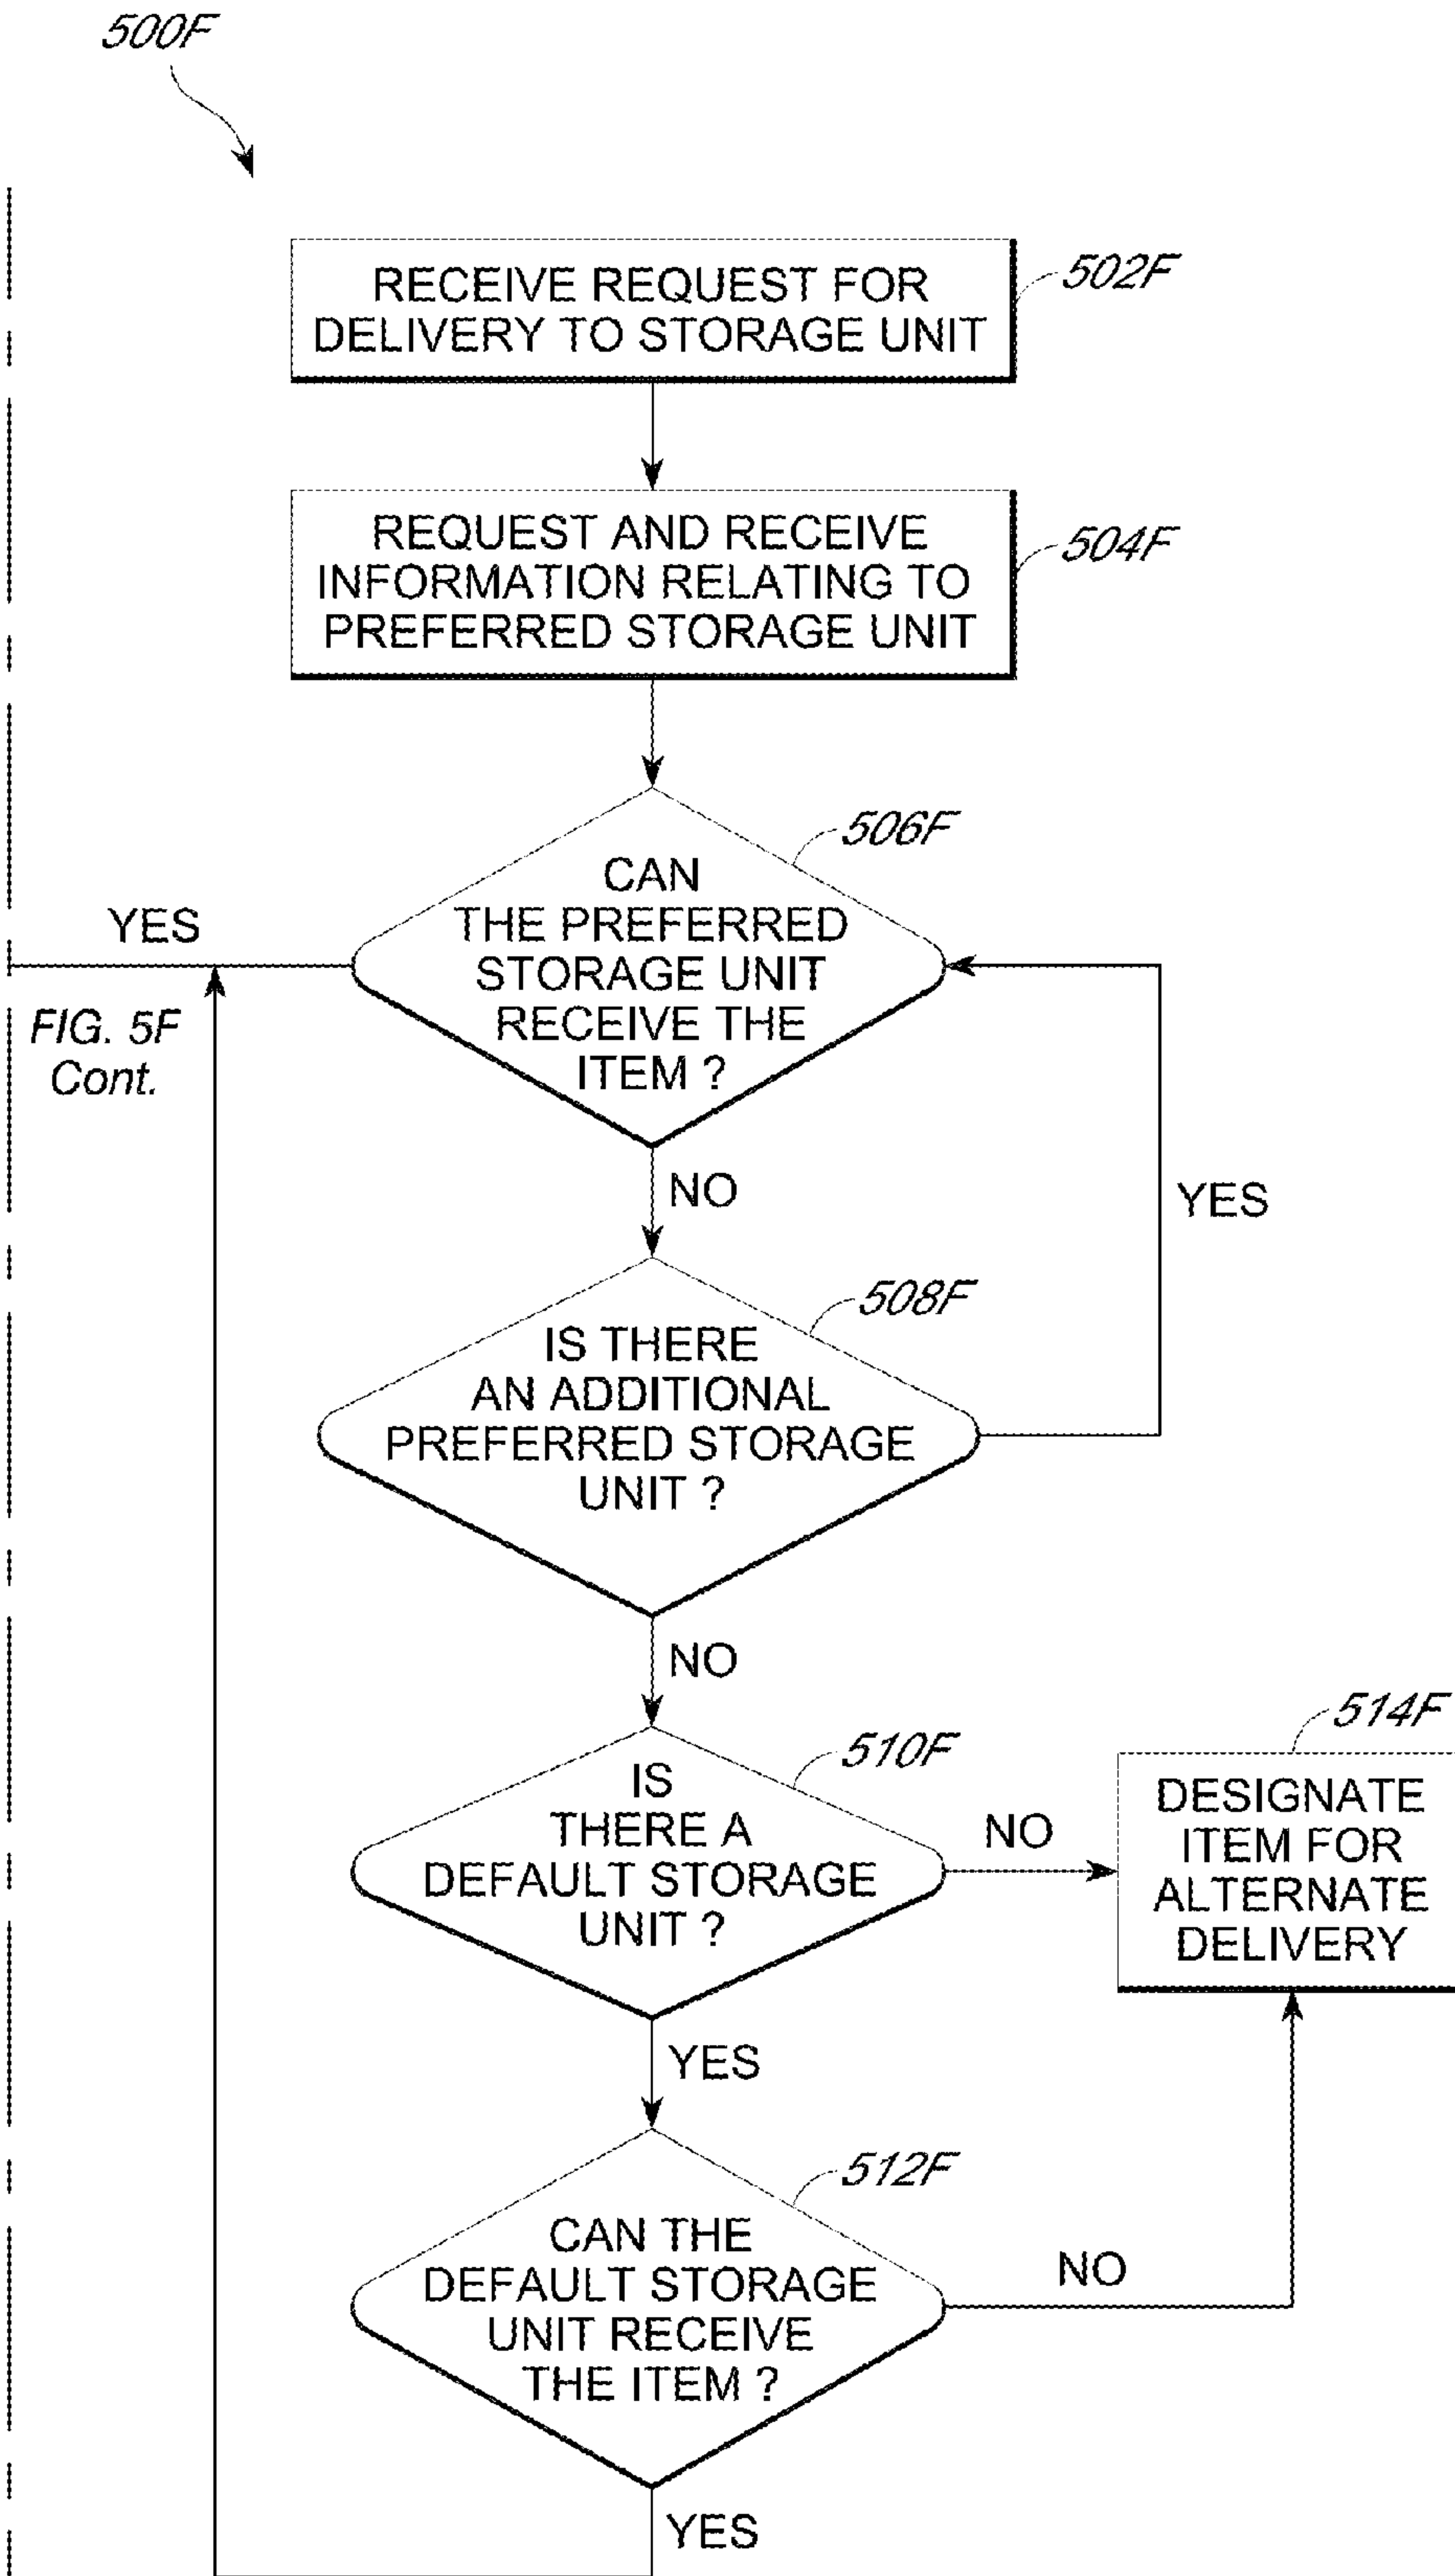 500F
RECEIVE REQUEST FOR
DELIVERY TO STORAGE UNIT
502F
REQUEST AND RECEIVE
INFORMATION RELATING TO
PREFERRED STORAGE UNIT
504F
506F
CAN
THE PREFERRED
STORAGE UNIT
RECEIVE THE
ITEM ?
YES
FIG. 5F
Cont.
NO
YES
508F
IS THERE
AN ADDITIONAL
PREFERRED STORAGE
UNIT ?
NO
510F
IS
THERE A
DEFAULT STORAGE
UNIT ?
NO
514F
DESIGNATE
ITEM FOR
ALTERNATE
DELIVERY
YES
512F
CAN THE
DEFAULT STORAGE
UNIT RECEIVE
THE ITEM ?
NO
YES